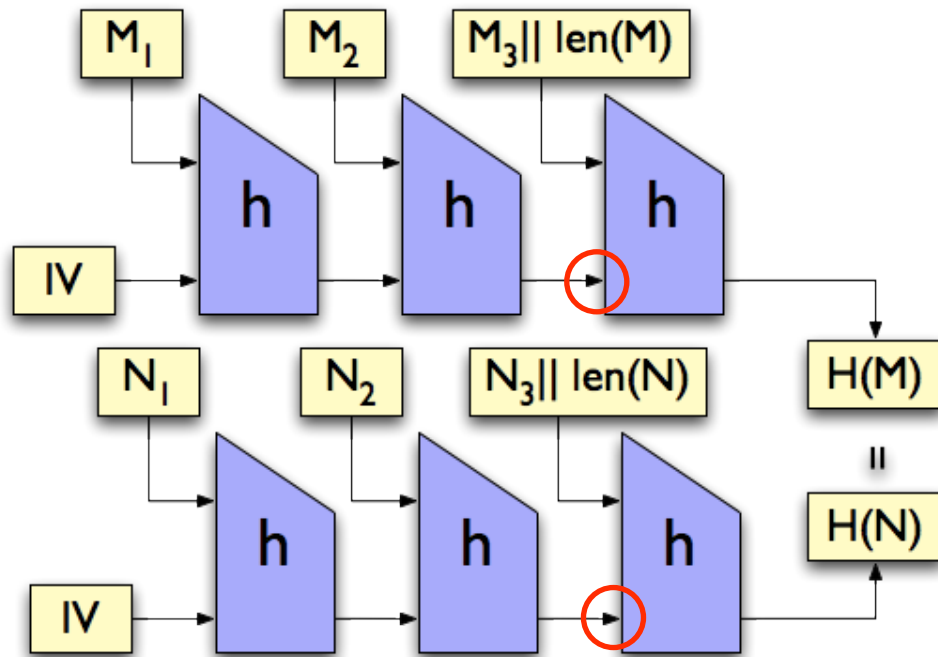 M₁ M₂ M₃|| len(M)
h h h
IV
H(M)
=
N₁ N₂ N₃|| len(N)
H(N)
h h h
IV